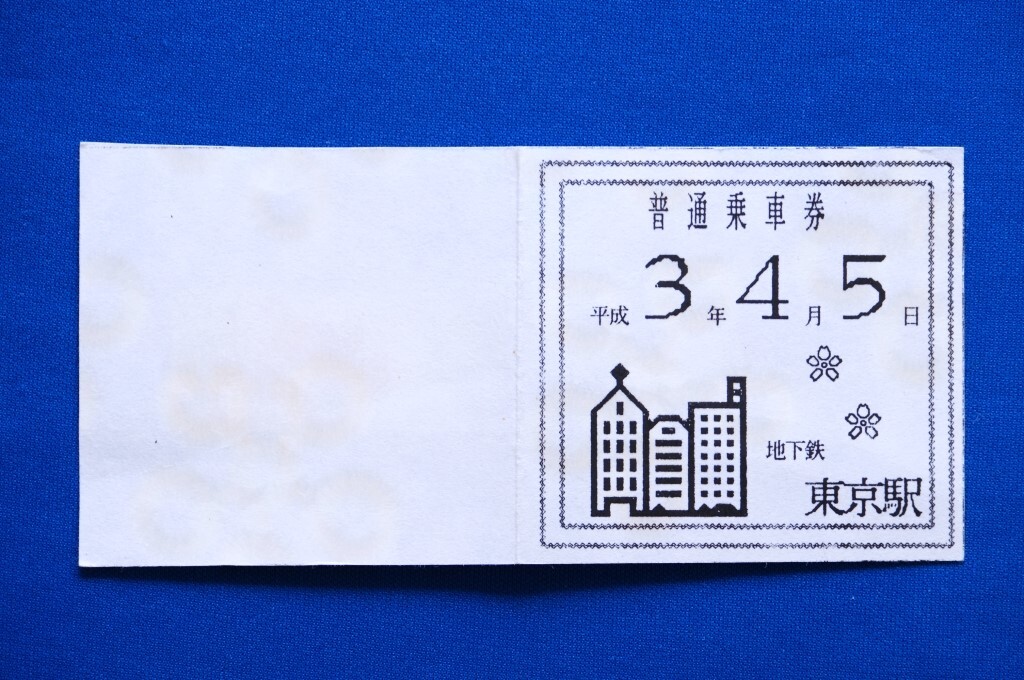 普通乗車券
平成3年4月5日
地下鉄
東京駅